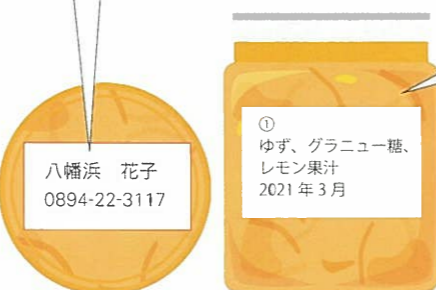 八幡浜　花子
0894-22-3117
①
ゆず、グラニュー糖、
レモン果汁
2021年3月